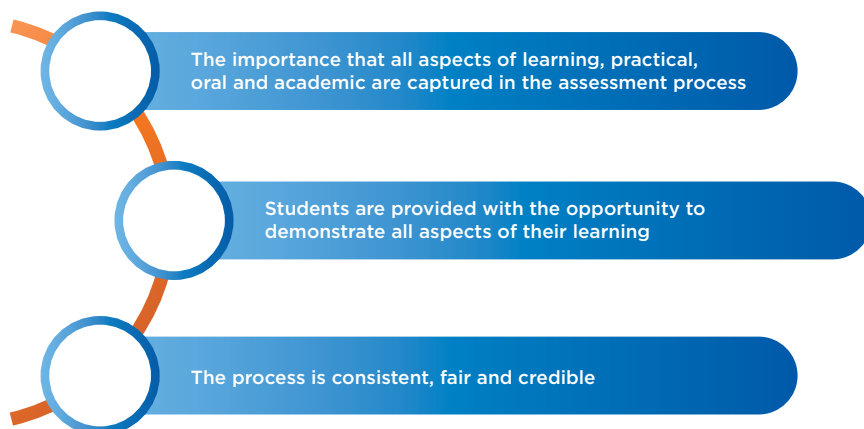 The importance that all aspects of learning, practical,
oral and academic are captured in the assessment process
Students are provided with the opportunity to
demonstrate all aspects of their learning
The process is consistent, fair and credible